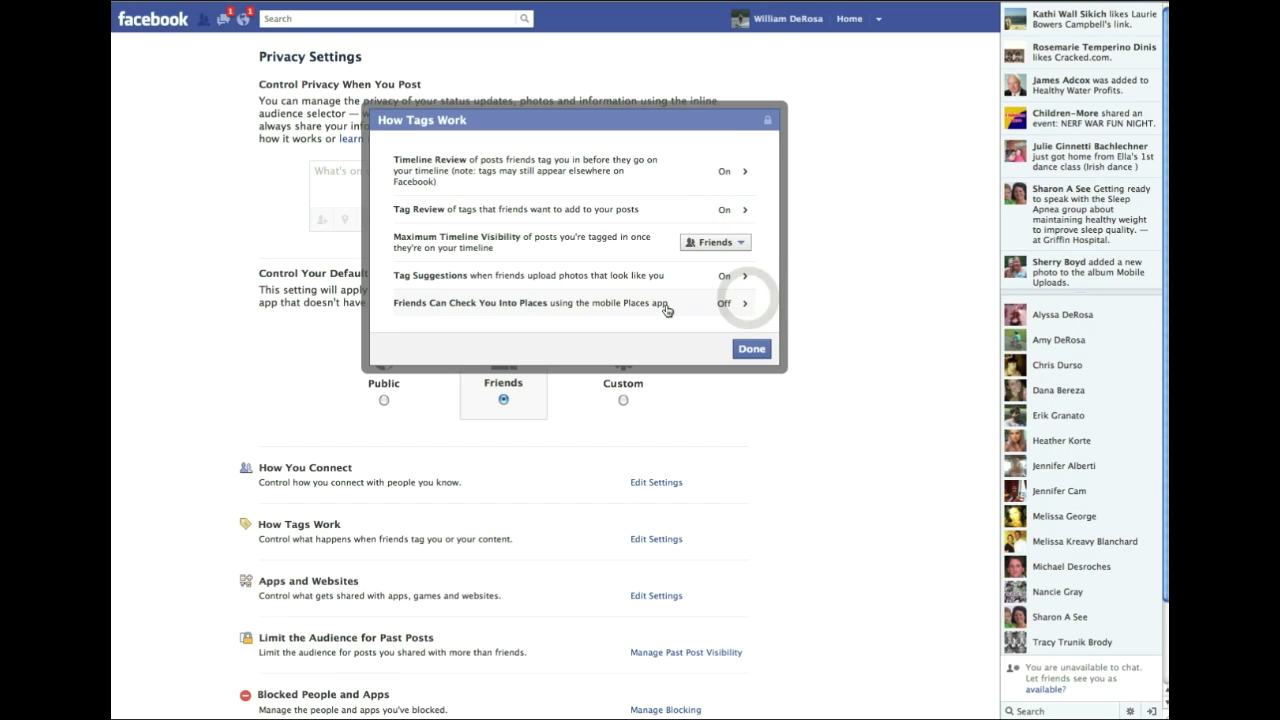 facebook
1
1
Search
William DeRosa
Home
Privacy Settings
Control Privacy When You Post
You can manage the privacy of your status updates, photos and information using the inline
audience selector —
always share your
how it works or learn
What's on
Control Your Default
This setting will apply
app that doesn't have
How Tags Work
Timeline Review of posts friends tag you in before they go on
your timeline (note: tags may still appear elsewhere on
Facebook)
On
Tag Review of tags that friends want to add to your posts
On
Maximum Timeline Visibility of posts you're tagged in once
they're on your timeline
Friends
Tag Suggestions when friends upload photos that look like you
On
Friends Can Check You Into Places using the mobile Places app
Off
Done
Public
Friends
Custom
How You Connect
Control how you connect with people you know.
Edit Settings
How Tags Work
Control what happens when friends tag you or your content.
Edit Settings
Apps and Websites
Control what gets shared with apps, games and websites.
Edit Settings
Limit the Audience for Past Posts
Limit the audience for posts you shared with more than friends.
Manage Past Post Visibility
Blocked People and Apps
Manage the people and apps you've blocked.
Manage Blocking
Kathi Wall Sikich likes Laurie
Bowers Campbell's link.
Rosemarie Temperino Dinis
likes Cracked.com.
James Adcox was added to
Healthy Water Profits.
Children-More shared an
event: NERF WAR FUN NIGHT.
Julie Ginnetti Bachlechner
just got home from Ella's 1st
dance class (Irish dance )
Sharon A See Getting ready
to speak with the Sleep
Apnea group about
maintaining healthy weight
to improve sleep quality. —
at Griffin Hospital.
Sherry Boyd added a new
photo to the album Mobile
Uploads.
Alyssa DeRosa
Amy DeRosa
Chris Durso
Dana Bereza
Erik Granato
Heather Korte
Jennifer Alberti
Jennifer Cam
Melissa George
Melissa Kreavy Blanchard
Michael Desroches
Nancie Gray
Sharon A See
Tracy Trunik Brody
You are unavailable to chat.
Let friends see you as
available?
Search